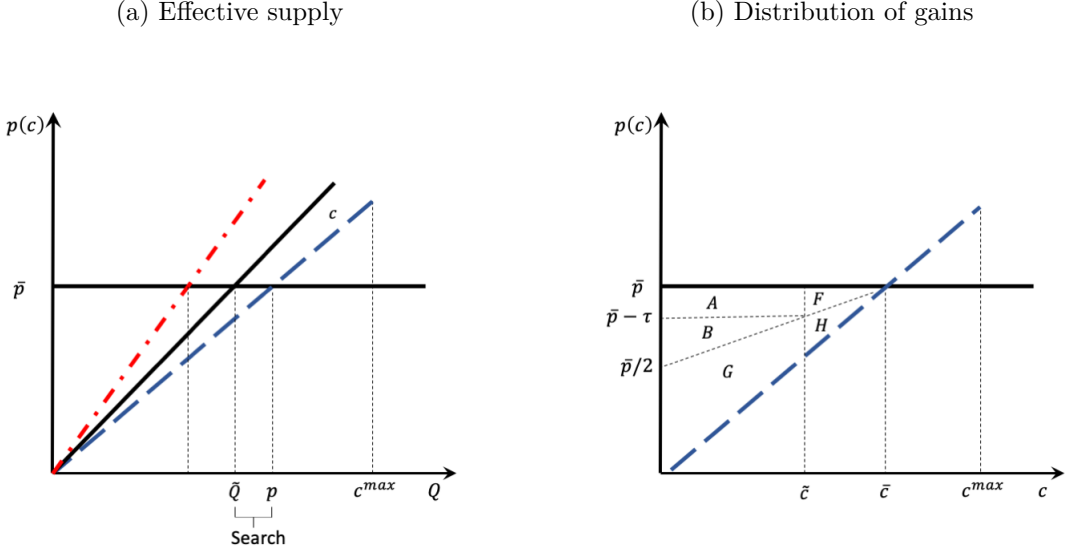 (a) Effective supply
p(c)
c
p̄
Q̃ p c^max Q
Search
(b) Distribution of gains
p(c)
p̄
A F
p̄ − τ
B H
p̄/2
G
c̃ c̄ c^max c